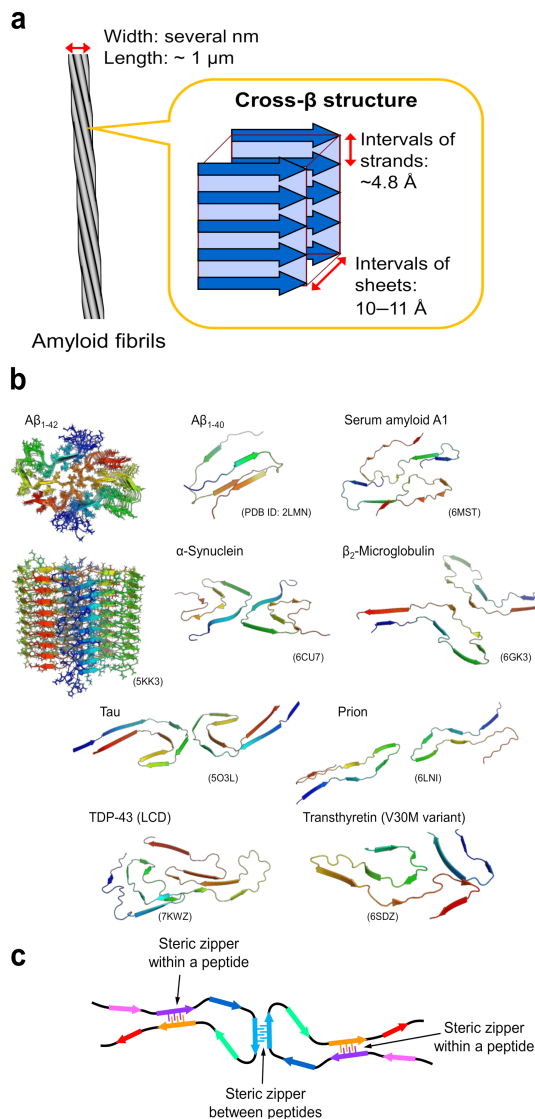 a
Width: several nm
Length: ~ 1 µm
Cross-β structure
Intervals of
strands:
~4.8 Å
Intervals of
sheets:
10–11 Å
Amyloid fibrils
b
Aβ1-42
Aβ1-40
Serum amyloid A1
(PDB ID: 2LMN)
(6MST)
α-Synuclein
β2-Microglobulin
(5KK3)
(6CU7)
(6GK3)
Tau
Prion
(5O3L)
(6LNI)
TDP-43 (LCD)
Transthyretin (V30M variant)
(7KWZ)
(6SDZ)
c
Steric zipper
within a peptide
Steric zipper
within a peptide
Steric zipper
between peptides